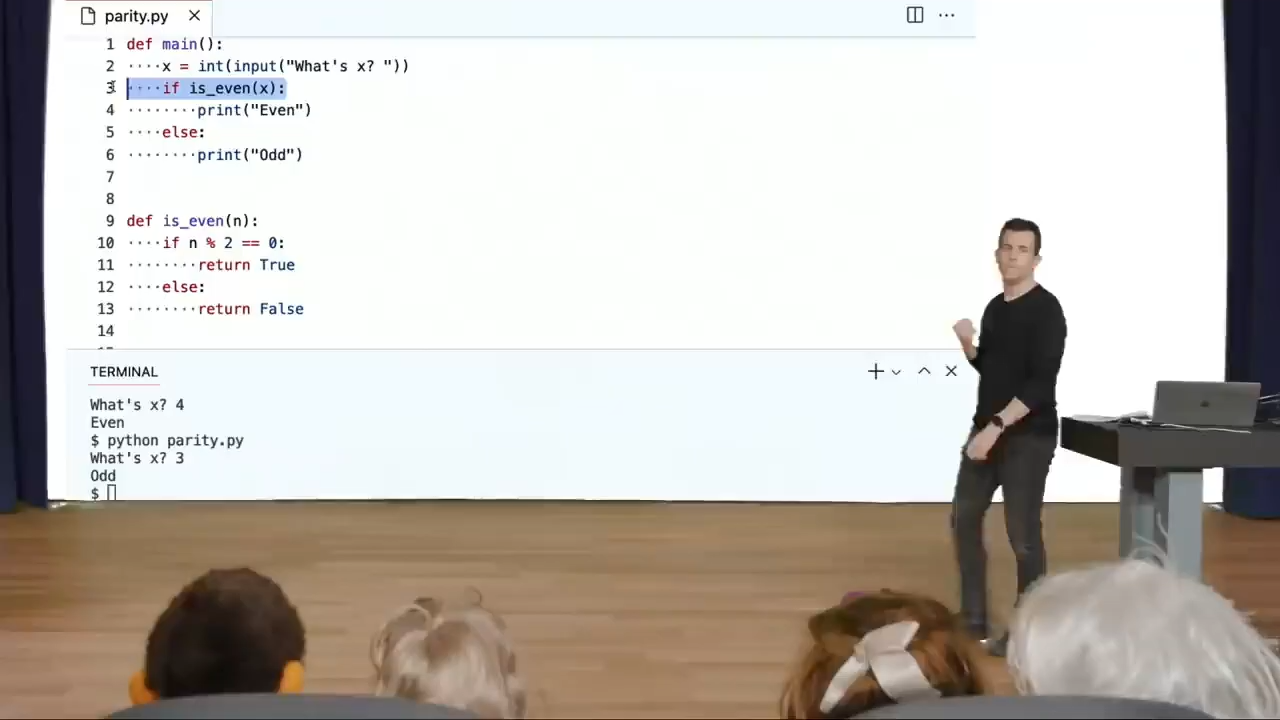 parity.py
1 def main():
2 ····x = int(input("What's x? "))
3 ····if is_even(x):
4 ········print("Even")
5 ····else:
6 ········print("Odd")
7
8
9 def is_even(n):
10 ····if n % 2 == 0:
11 ········return True
12 ····else:
13 ········return False
14
TERMINAL
What's x? 4
Even
$ python parity.py
What's x? 3
Odd
$